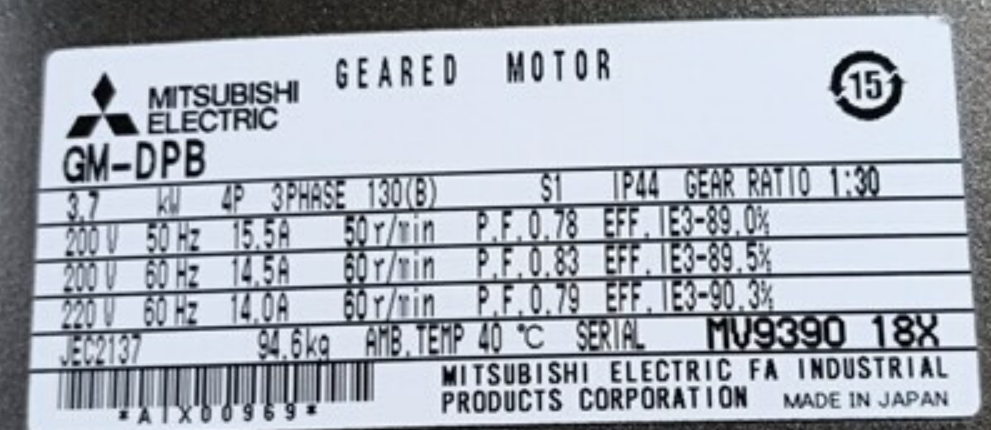 GEARED MOTOR
15
MITSUBISHI
ELECTRIC
GM-DPB
3.7 kW 4P 3PHASE 130(B) S1 IP44 GEAR RATIO 1:30
200 V 50 Hz 15.5A 50 r/min P.F. 0.78 EFF. IE3-89.0%
200 V 60 Hz 14.5A 60 r/min P.F. 0.83 EFF. IE3-89.5%
220 V 60 Hz 14.0A 60 r/min P.F. 0.79 EFF. IE3-90.3%
JEC2137 94.6kg AMB.TEMP 40 °C SERIAL MV9390 18X
*AIX00969*
MITSUBISHI ELECTRIC FA INDUSTRIAL
PRODUCTS CORPORATION MADE IN JAPAN